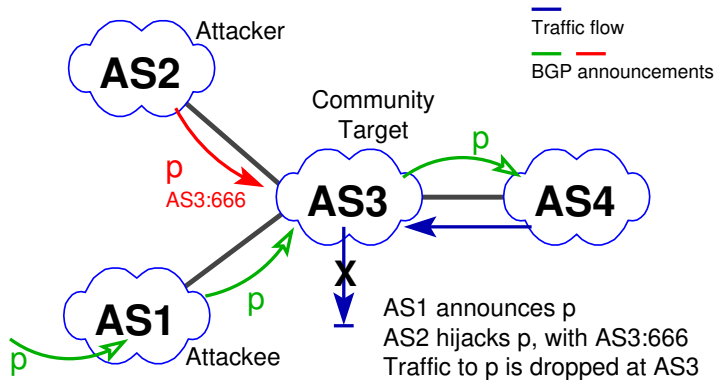 Attacker
Traffic flow
BGP announcements
AS2
Community
Target
p
p
AS3:666
AS3
AS4
p
AS1
Attackee
p
X
AS1 announces p
AS2 hijacks p, with AS3:666
Traffic to p is dropped at AS3